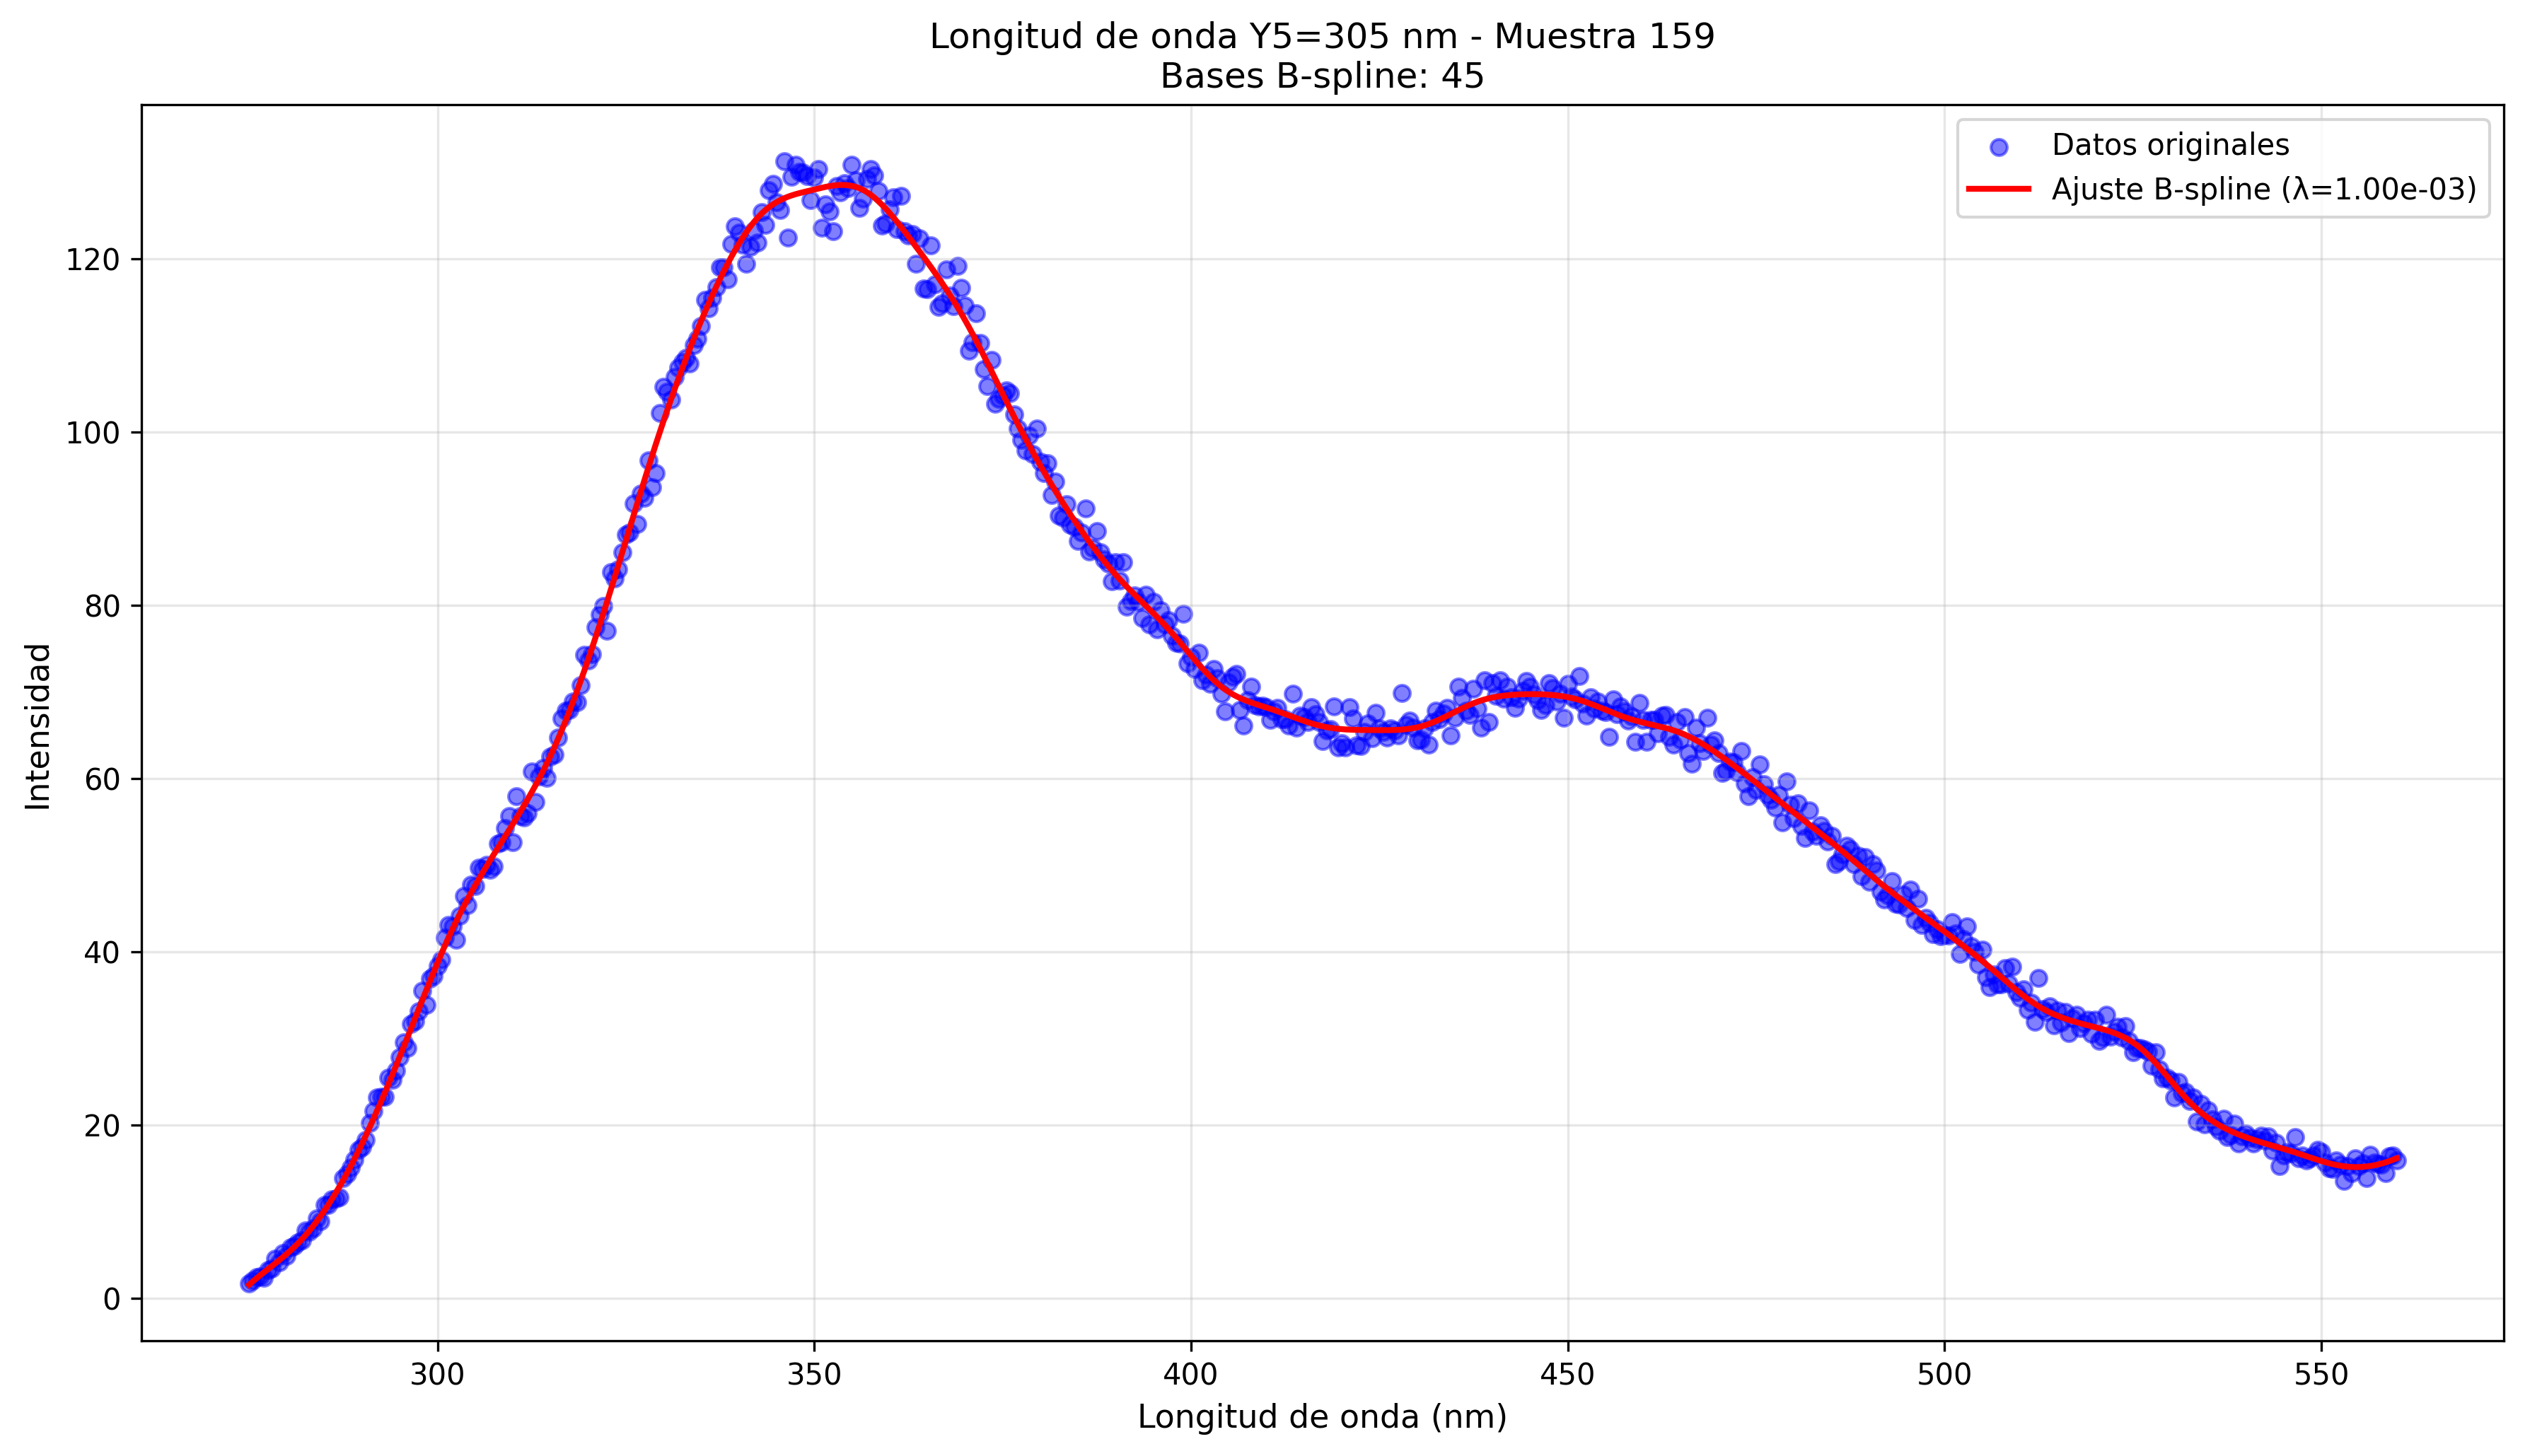 Longitud de onda Y5=305 nm - Muestra 159
Bases B-spline: 45
Datos originales
Ajuste B-spline (λ=1.00e-03)
Intensidad
120
100
80
60
40
20
0
300 350 400 450 500 550
Longitud de onda (nm)